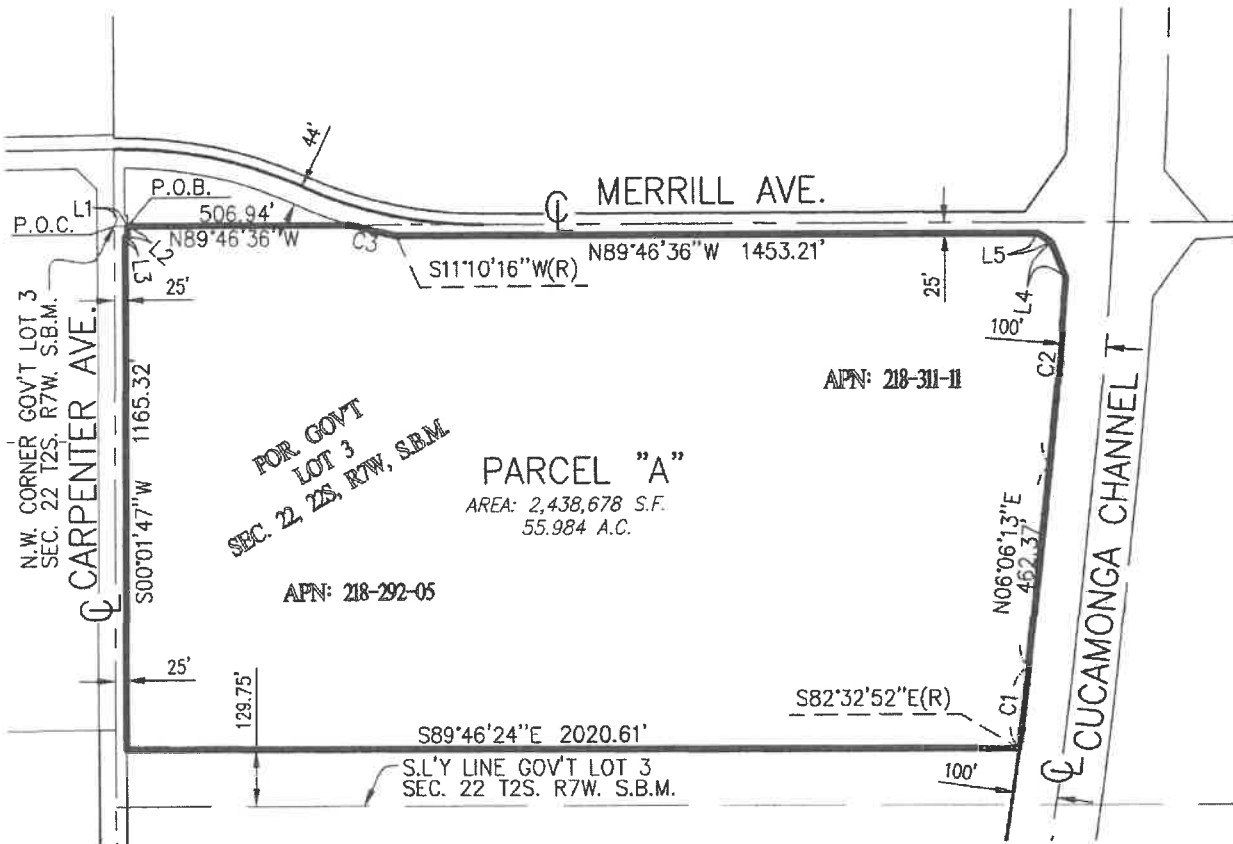 44'
MERRILL AVE.
℄
P.O.B.
L1
P.O.C.
506.94'
N89°46'36"W
C3
L2
L3
25'
S11°10'16"W(R)
N89°46'36"W 1453.21'
25'
L5
L4
100'
C2
N.W. CORNER GOV'T LOT 3
SEC. 22 T2S. R7W. S.B.M.
℄ CARPENTER AVE.
S00°01'47"W 1165.32'
POR. GOV'T
LOT 3
SEC. 22, 22S, R7W, S.B.M.
APN: 218-311-11
PARCEL "A"
AREA: 2,438,678 S.F.
55.984 A.C.
APN: 218-292-05
N06°06'13"E
462.37'
℄ CUCAMONGA CHANNEL
25'
129.75'
S82°32'52"E(R)
C1
S89°46'24"E 2020.61'
S.L'Y LINE GOV'T LOT 3
SEC. 22 T2S. R7W. S.B.M.
100'